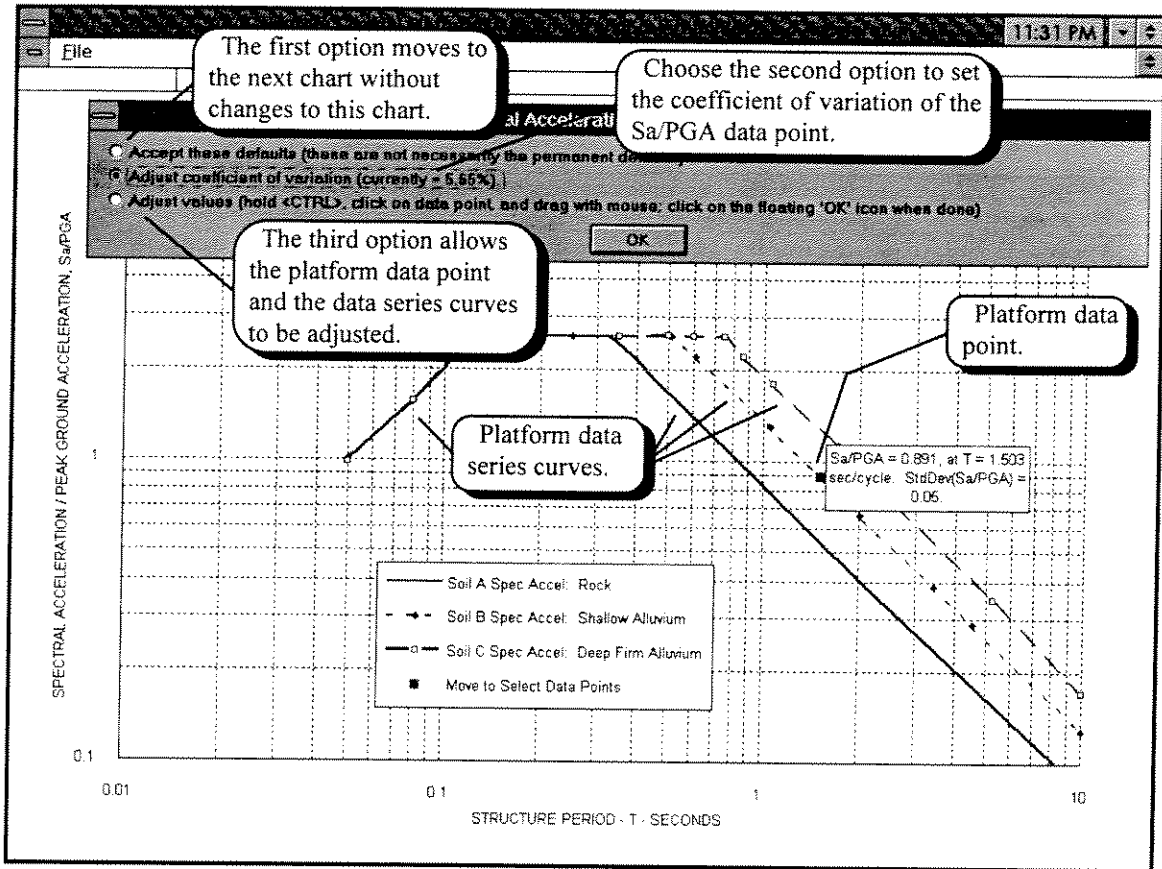 11:31 PM
File
The first option moves to
the next chart without
changes to this chart.
Choose the second option to set
the coefficient of variation of the
Sa/PGA data point.
al Accelerati
Accept these defaults (these are not necessarily the permanent de
Adjust coefficient of variation (currently = 5.65%).
Adjust values (hold <CTRL>, click on data point, and drag with mouse; click on the floating 'OK' icon when done)
OK
The third option allows
the platform data point
and the data series curves
to be adjusted.
Platform data
point.
Platform data
series curves.
Sa/PGA = 0.891, at T = 1.503
sec/cycle. StdDev(Sa/PGA) =
0.05.
SPECTRAL ACCELERATION / PEAK GROUND ACCELERATION, Sa/PGA
1
0.1
Soil A Spec Accel: Rock
Soil B Spec Accel: Shallow Alluvium
Soil C Spec Accel: Deep Firm Alluvium
Move to Select Data Points
0.01
0.1
1
10
STRUCTURE PERIOD - T - SECONDS